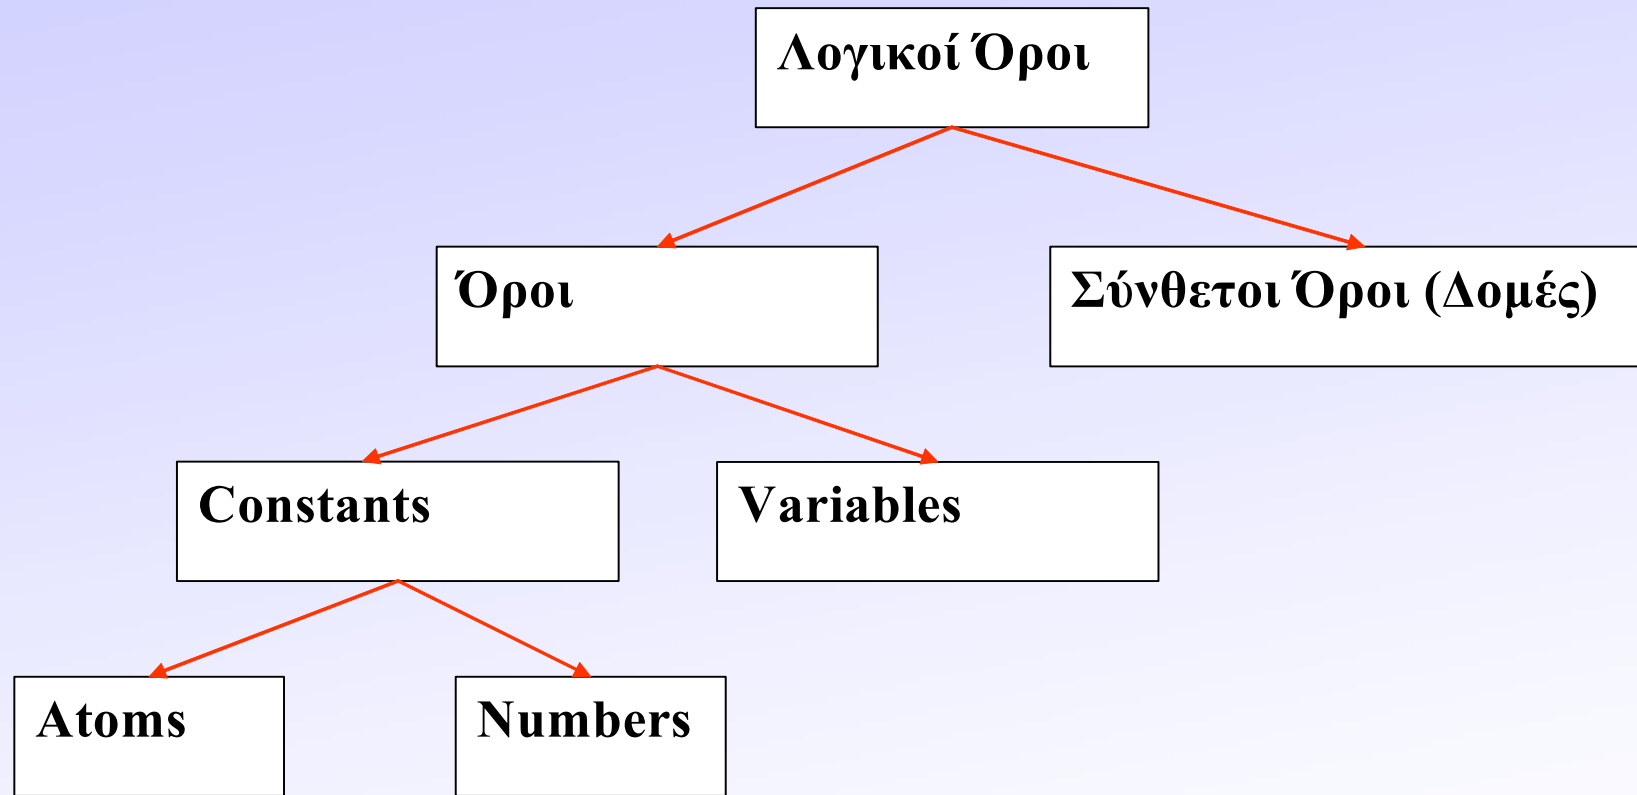 Λογικοί Όροι
Όροι
Σύνθετοι Όροι (Δομές)
Constants
Variables
Atoms
Numbers